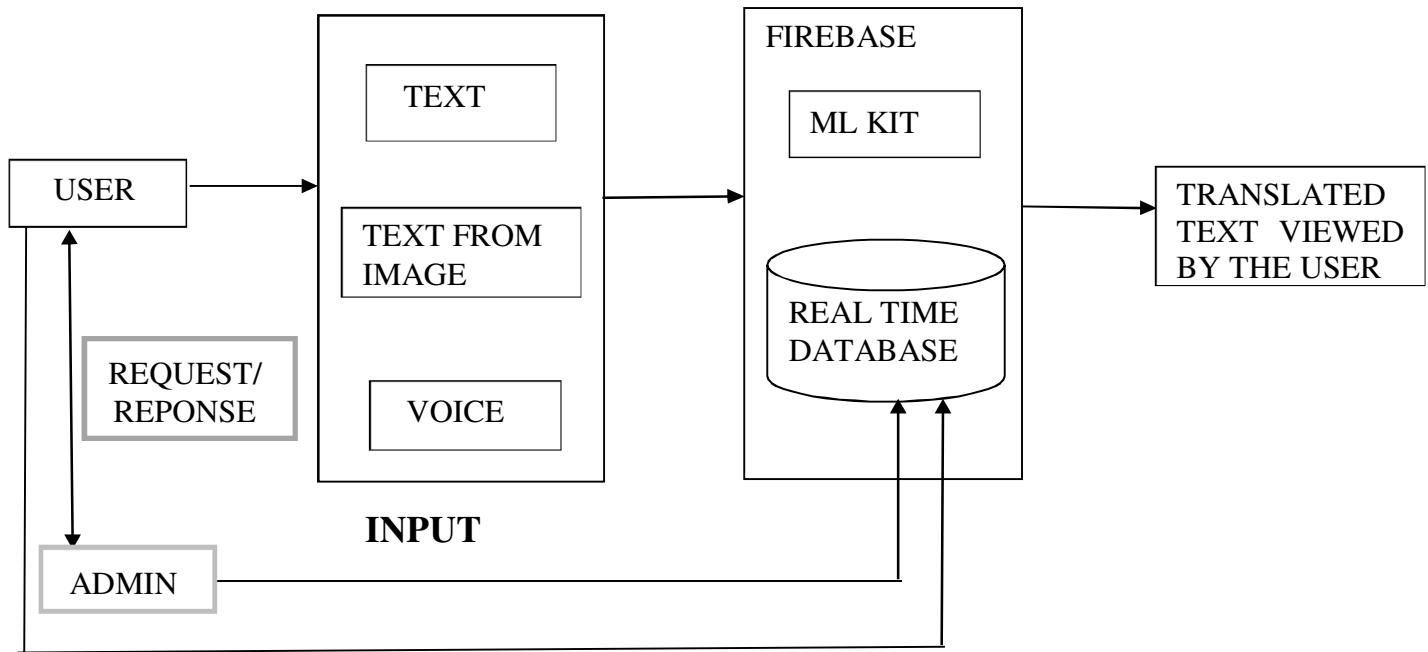 USER
REQUEST/
REPONSE
ADMIN
TEXT
TEXT FROM
IMAGE
VOICE
INPUT
FIREBASE
ML KIT
REAL TIME
DATABASE
TRANSLATED
TEXT VIEWED
BY THE USER